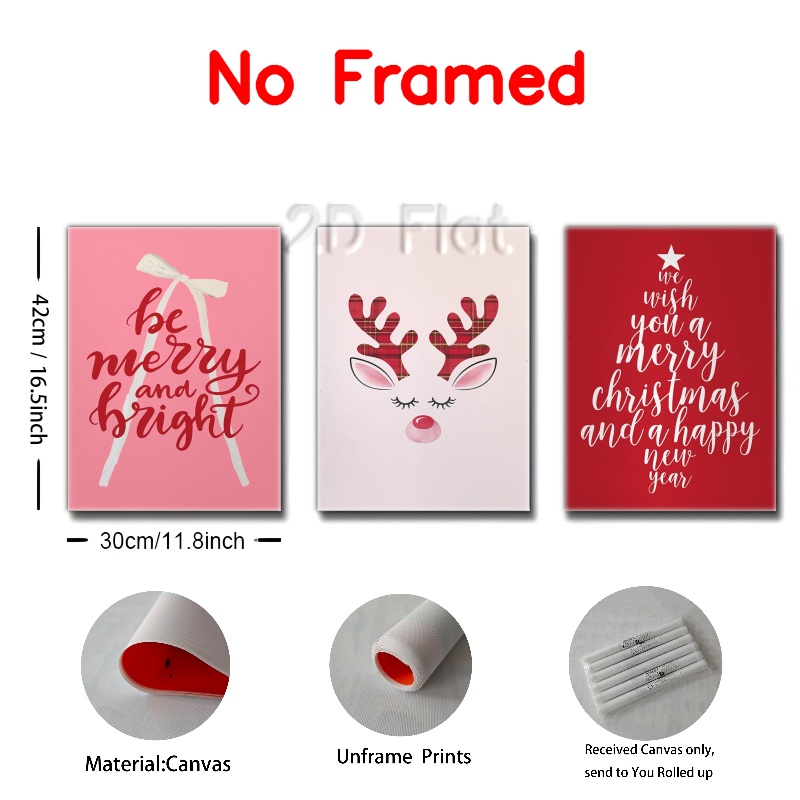 No Framed
2.D Flat
be
merry
and
bright
we
wish
you a
merry
christmas
and a happy
new
year
42cm / 16.5inch
30cm/11.8inch
Material:Canvas
Unframe Prints
Received Canvas only,
send to You Rolled up